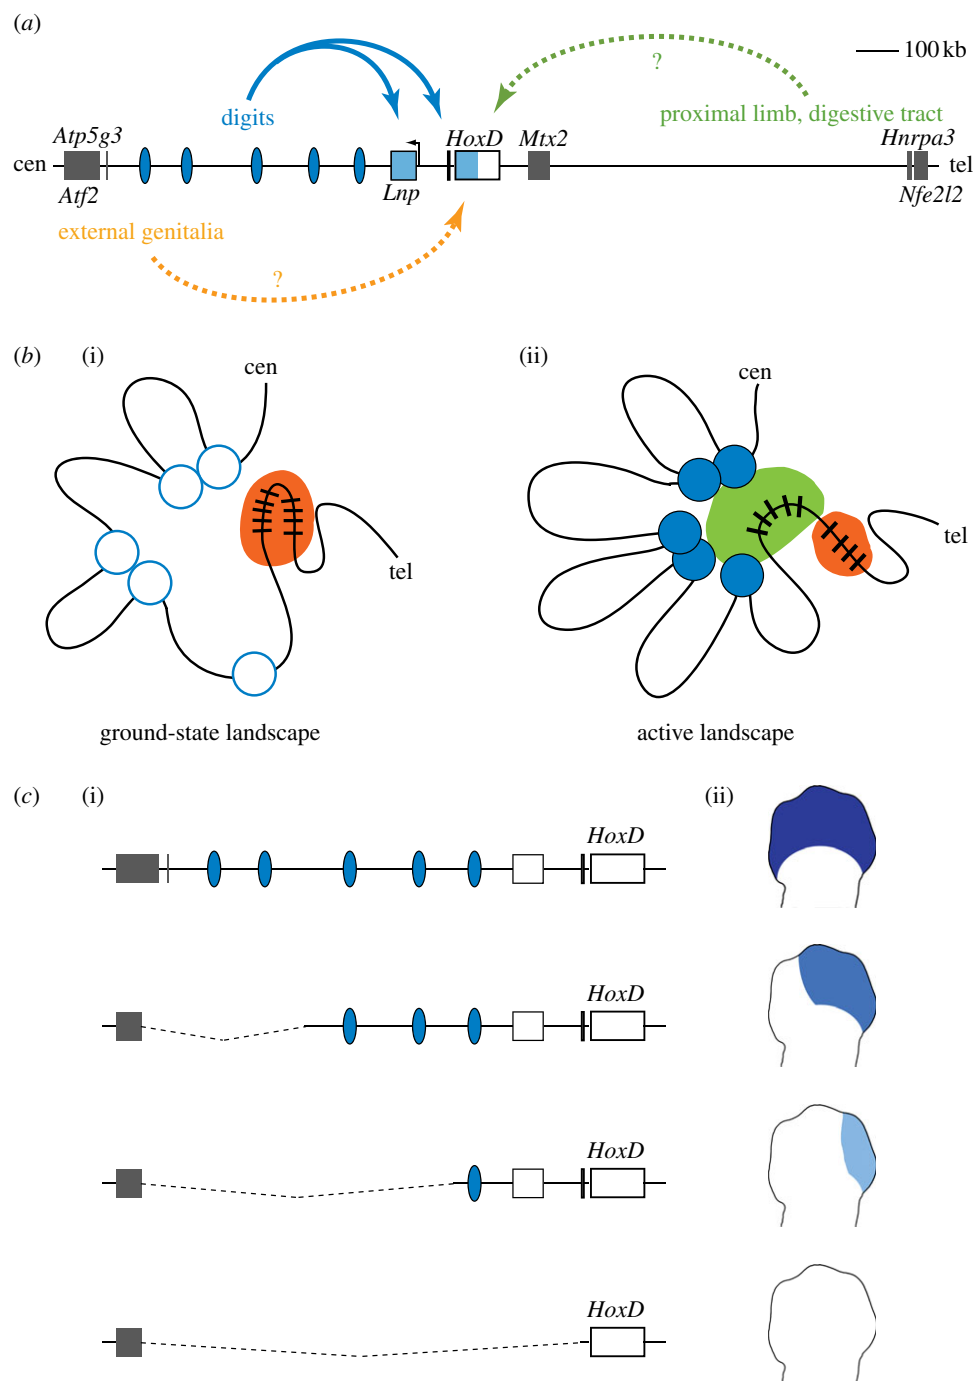 (a)
100 kb
?
digits
proximal limb, digestive tract
Atp5g3
HoxD
Mtx2
Hnrpa3
cen
tel
Atf2
Lnp
Nfe2l2
external genitalia
?
(b) (i)
(ii)
cen
cen
tel
tel
ground-state landscape
active landscape
(c) (i)
(ii)
HoxD
HoxD
HoxD
HoxD